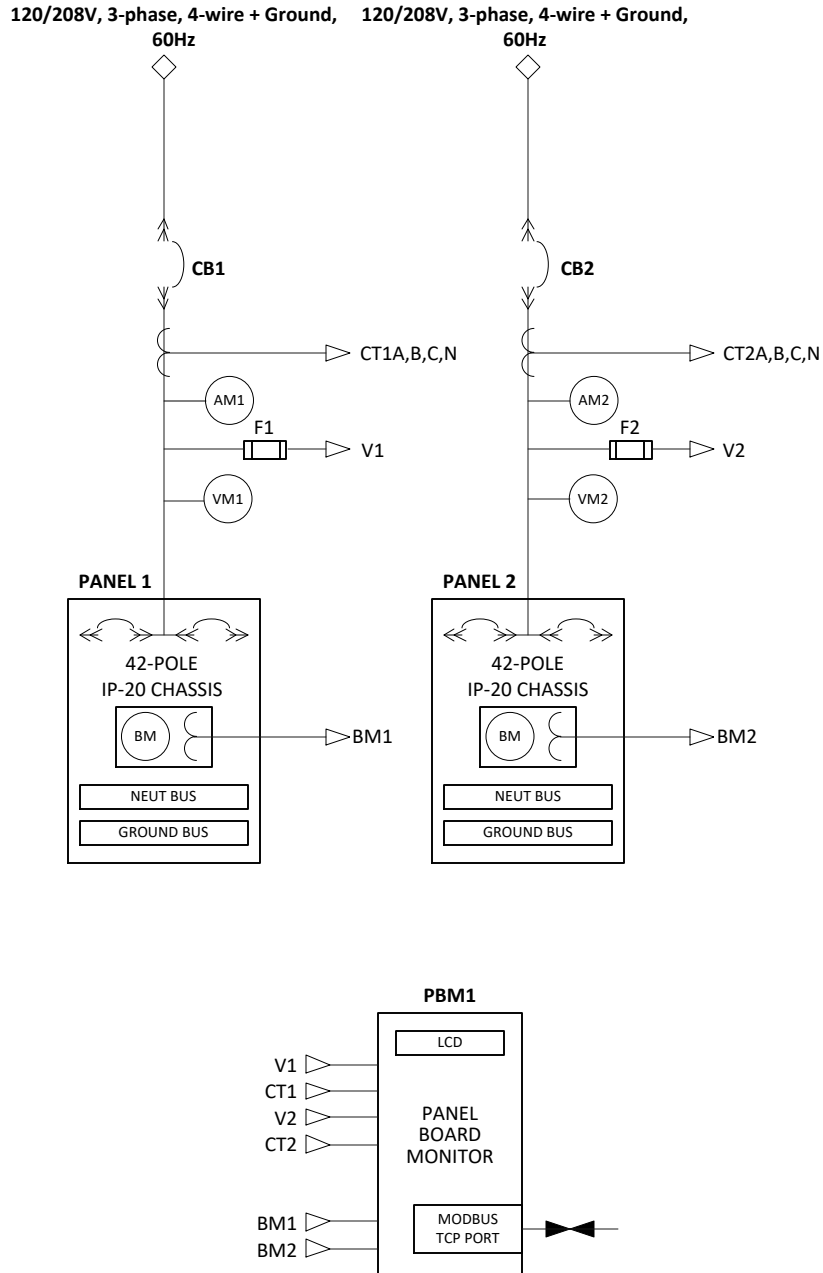 120/208V, 3-phase, 4-wire + Ground,
60Hz
120/208V, 3-phase, 4-wire + Ground,
60Hz
CB1
CB2
CT1A,B,C,N
CT2A,B,C,N
AM1
AM2
F1
F2
V1
V2
VM1
VM2
PANEL 1
PANEL 2
42-POLE
IP-20 CHASSIS
42-POLE
IP-20 CHASSIS
BM
BM1
BM
BM2
NEUT BUS
NEUT BUS
GROUND BUS
GROUND BUS
PBM1
LCD
V1
CT1
V2
CT2
PANEL
BOARD
MONITOR
BM1
BM2
MODBUS
TCP PORT